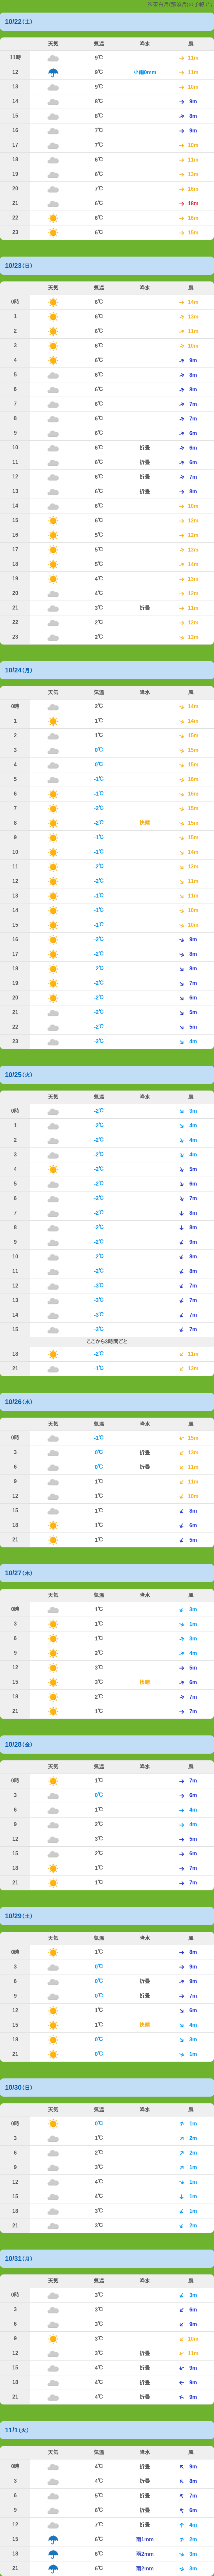 10/22(土)
天気 気温 降水 風
11時 9℃ 11m
12 9℃ 小雨0mm 11m
13 9℃ 10m
14 8℃ 9m
15 8℃ 8m
16 7℃ 9m
17 7℃ 10m
18 6℃ 11m
19 6℃ 13m
20 7℃ 16m
21 6℃ 18m
22 6℃ 16m
23 6℃ 15m
10/23(日)
天気 気温 降水 風
0時 6℃ 14m
1 6℃ 13m
2 6℃ 11m
3 6℃ 10m
4 6℃ 9m
5 6℃ 8m
6 6℃ 8m
7 6℃ 7m
8 6℃ 7m
9 6℃ 6m
10 6℃ 折畳 6m
11 6℃ 折畳 6m
12 6℃ 折畳 7m
13 6℃ 折畳 8m
14 6℃ 10m
15 6℃ 12m
16 5℃ 12m
17 5℃ 13m
18 5℃ 14m
19 4℃ 13m
20 4℃ 12m
21 3℃ 折畳 11m
22 2℃ 12m
23 2℃ 13m
10/24(月)
天気 気温 降水 風
0時 2℃ 14m
1 1℃ 14m
2 1℃ 15m
3 0℃ 15m
4 0℃ 15m
5 -1℃ 16m
6 -1℃ 16m
7 -2℃ 15m
8 -2℃ 快晴 15m
9 -1℃ 15m
10 -1℃ 14m
11 -2℃ 12m
12 -2℃ 11m
13 -1℃ 11m
14 -1℃ 10m
15 -1℃ 10m
16 -2℃ 9m
17 -2℃ 8m
18 -2℃ 8m
19 -2℃ 7m
20 -2℃ 6m
21 -2℃ 5m
22 -2℃ 5m
23 -2℃ 4m
10/25(火)
天気 気温 降水 風
0時 -2℃ 3m
1 -2℃ 4m
2 -2℃ 4m
3 -2℃ 4m
4 -2℃ 5m
5 -2℃ 6m
6 -2℃ 7m
7 -2℃ 8m
8 -2℃ 8m
9 -2℃ 9m
10 -2℃ 8m
11 -2℃ 8m
12 -3℃ 7m
13 -3℃ 7m
14 -3℃ 7m
15 -3℃ 7m
ここから3時間ごと
18 -2℃ 11m
21 -1℃ 13m
10/26(水)
天気 気温 降水 風
0時 -1℃ 15m
3 0℃ 折畳 13m
6 0℃ 折畳 11m
9 1℃ 11m
12 1℃ 10m
15 1℃ 8m
18 1℃ 6m
21 1℃ 5m
10/27(木)
天気 気温 降水 風
0時 1℃ 3m
3 1℃ 1m
6 1℃ 3m
9 2℃ 4m
12 3℃ 5m
15 3℃ 快晴 6m
18 2℃ 7m
21 1℃ 7m
10/28(金)
天気 気温 降水 風
0時 1℃ 7m
3 0℃ 6m
6 1℃ 4m
9 2℃ 4m
12 3℃ 5m
15 2℃ 6m
18 1℃ 7m
21 1℃ 7m
10/29(土)
天気 気温 降水 風
0時 1℃ 8m
3 0℃ 9m
6 0℃ 折畳 9m
9 0℃ 折畳 7m
12 1℃ 6m
15 1℃ 快晴 4m
18 0℃ 3m
21 0℃ 1m
10/30(日)
天気 気温 降水 風
0時 0℃ 1m
3 1℃ 2m
6 2℃ 2m
9 3℃ 1m
12 4℃ 1m
15 4℃ 1m
18 3℃ 1m
21 3℃ 2m
10/31(月)
天気 気温 降水 風
0時 3℃ 3m
3 3℃ 6m
6 3℃ 9m
9 3℃ 10m
12 3℃ 折畳 11m
15 4℃ 折畳 9m
18 4℃ 折畳 9m
21 4℃ 折畳 9m
11/1(火)
天気 気温 降水 風
0時 4℃ 折畳 9m
3 4℃ 折畳 8m
6 5℃ 折畳 7m
9 6℃ 折畳 6m
12 7℃ 折畳 4m
15 6℃ 雨1mm 2m
18 6℃ 雨2mm 3m
21 6℃ 雨2mm 3m